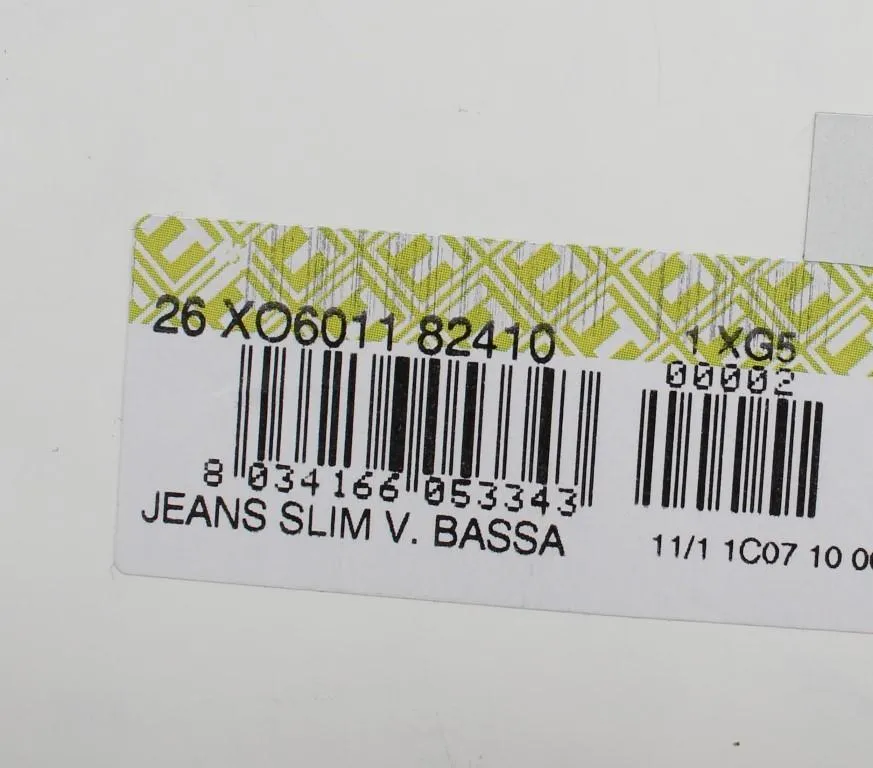 26 XO6011 82410
1 XG5
00002
8 034166 053343
JEANS SLIM V. BASSA
11/1 1C07 10